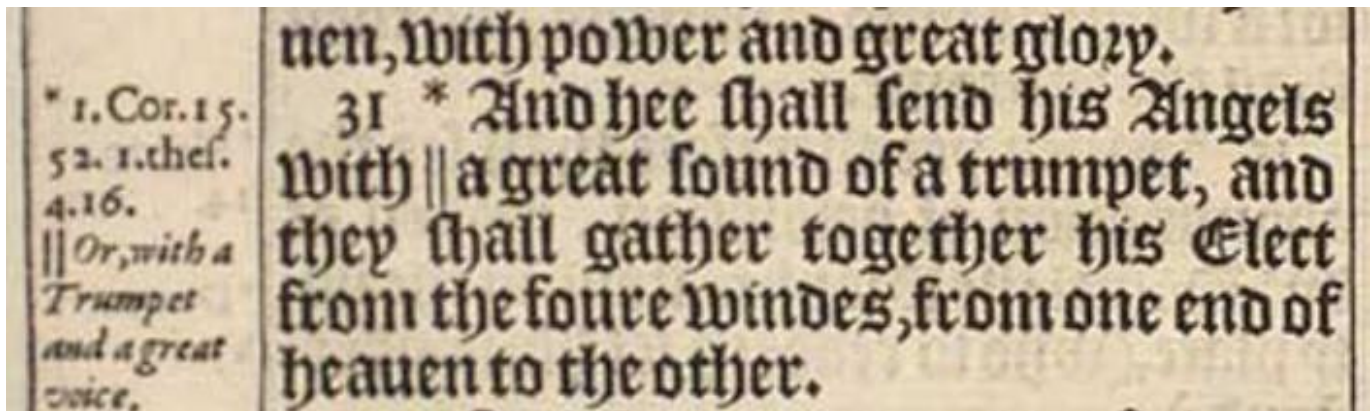 * 1. Cor. 15.
52. 1. theſ.
4. 16.
|| Or, with a
Trumpet
and a great
voice.
nen, with power and great glory.
31 * And hee ſhall ſend his Angels
with || a great ſound of a trumpet, and
they ſhall gather together his Elect
from the foure windes, from one end of
heauen to the other.